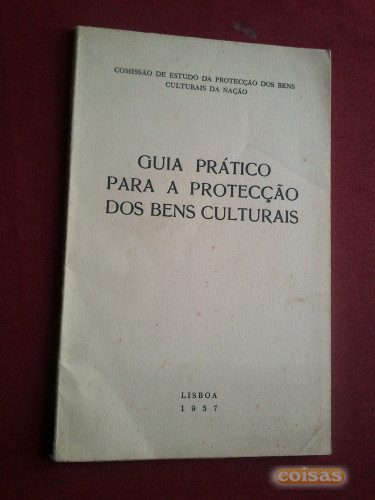 COMISSÃO DE ESTUDO DA PROTECÇÃO DOS BENS
CULTURAIS DA NAÇÃO
GUIA PRÁTICO
PARA A PROTECÇÃO
DOS BENS CULTURAIS
LISBOA
1957
coisas